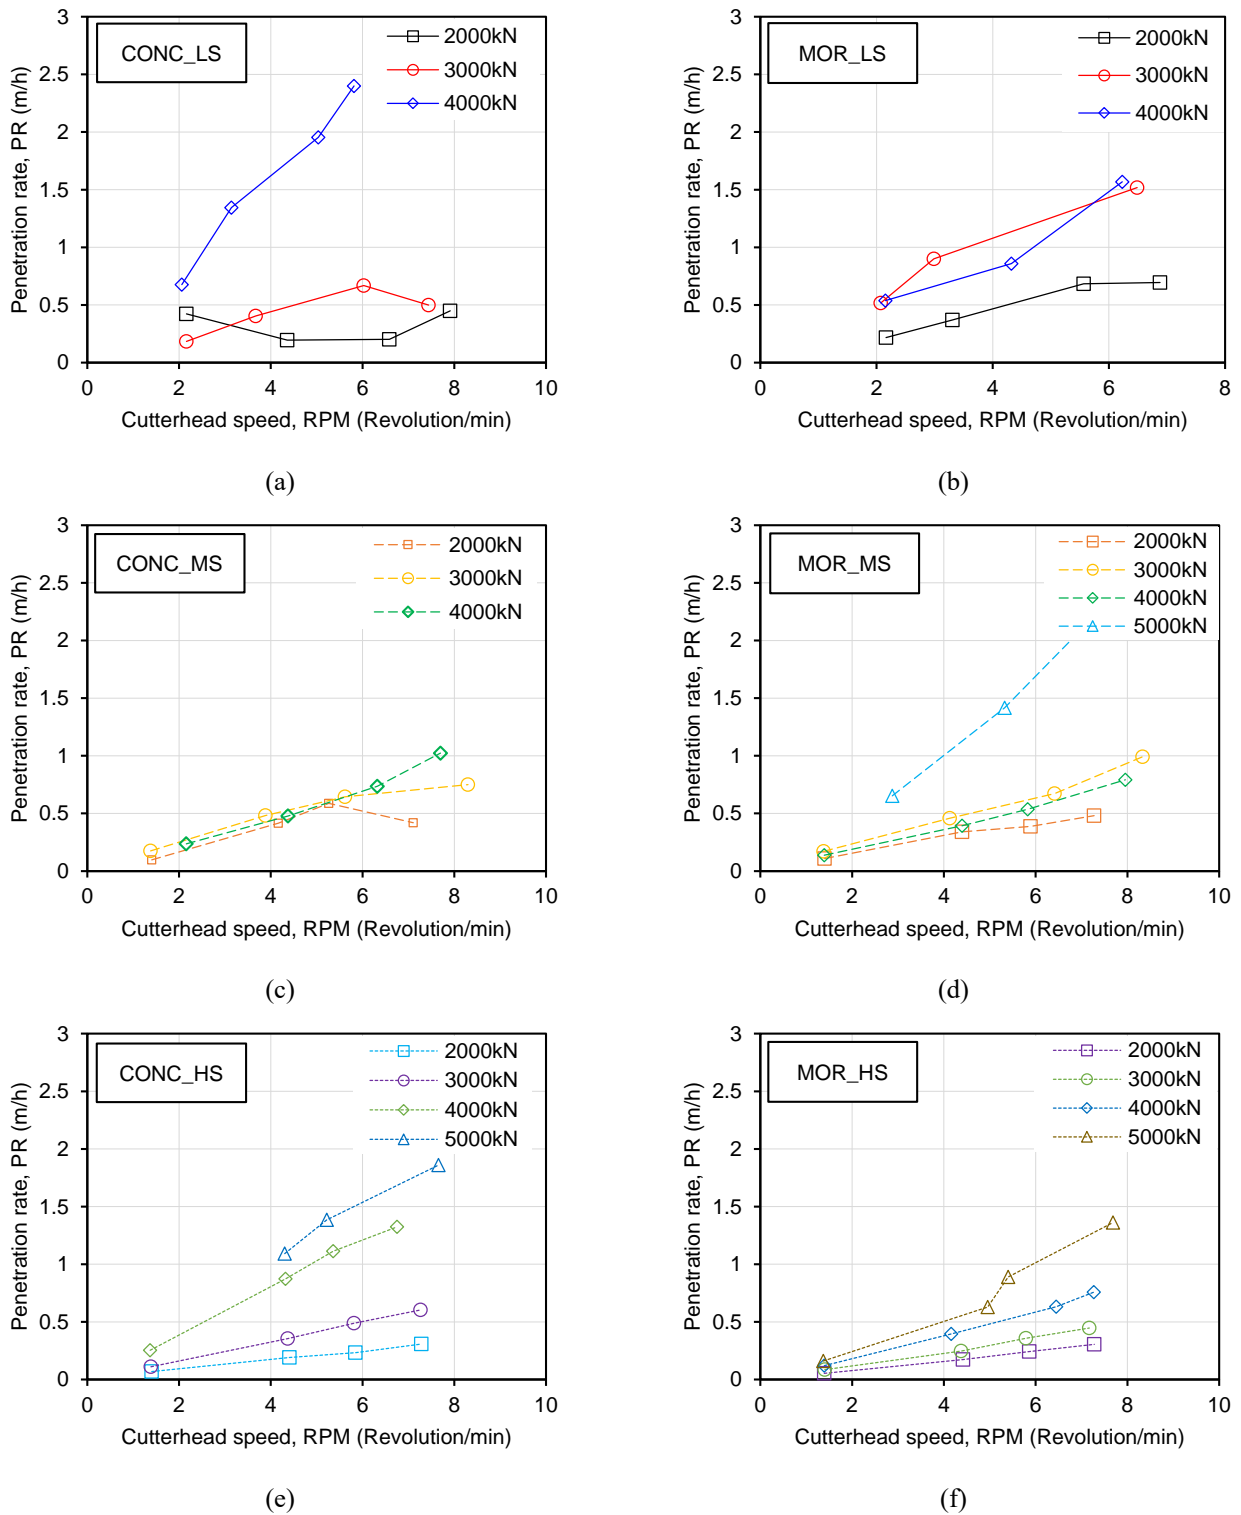 CONC_LS
2000kN
3000kN
4000kN
Penetration rate, PR (m/h)
3
2.5
2
1.5
1
0.5
0
0 2 4 6 8 10
Cutterhead speed, RPM (Revolution/min)
(a)
MOR_LS
2000kN
3000kN
4000kN
Penetration rate, PR (m/h)
3
2.5
2
1.5
1
0.5
0
0 2 4 6 8
Cutterhead speed, RPM (Revolution/min)
(b)
CONC_MS
2000kN
3000kN
4000kN
Penetration rate, PR (m/h)
3
2.5
2
1.5
1
0.5
0
0 2 4 6 8 10
Cutterhead speed, RPM (Revolution/min)
(c)
MOR_MS
2000kN
3000kN
4000kN
5000kN
Penetration rate, PR (m/h)
3
2.5
2
1.5
1
0.5
0
0 2 4 6 8 10
Cutterhead speed, RPM (Revolution/min)
(d)
CONC_HS
2000kN
3000kN
4000kN
5000kN
Penetration rate, PR (m/h)
3
2.5
2
1.5
1
0.5
0
0 2 4 6 8 10
Cutterhead speed, RPM (Revolution/min)
(e)
MOR_HS
2000kN
3000kN
4000kN
5000kN
Penetration rate, PR (m/h)
3
2.5
2
1.5
1
0.5
0
0 2 4 6 8 10
Cutterhead speed, RPM (Revolution/min)
(f)